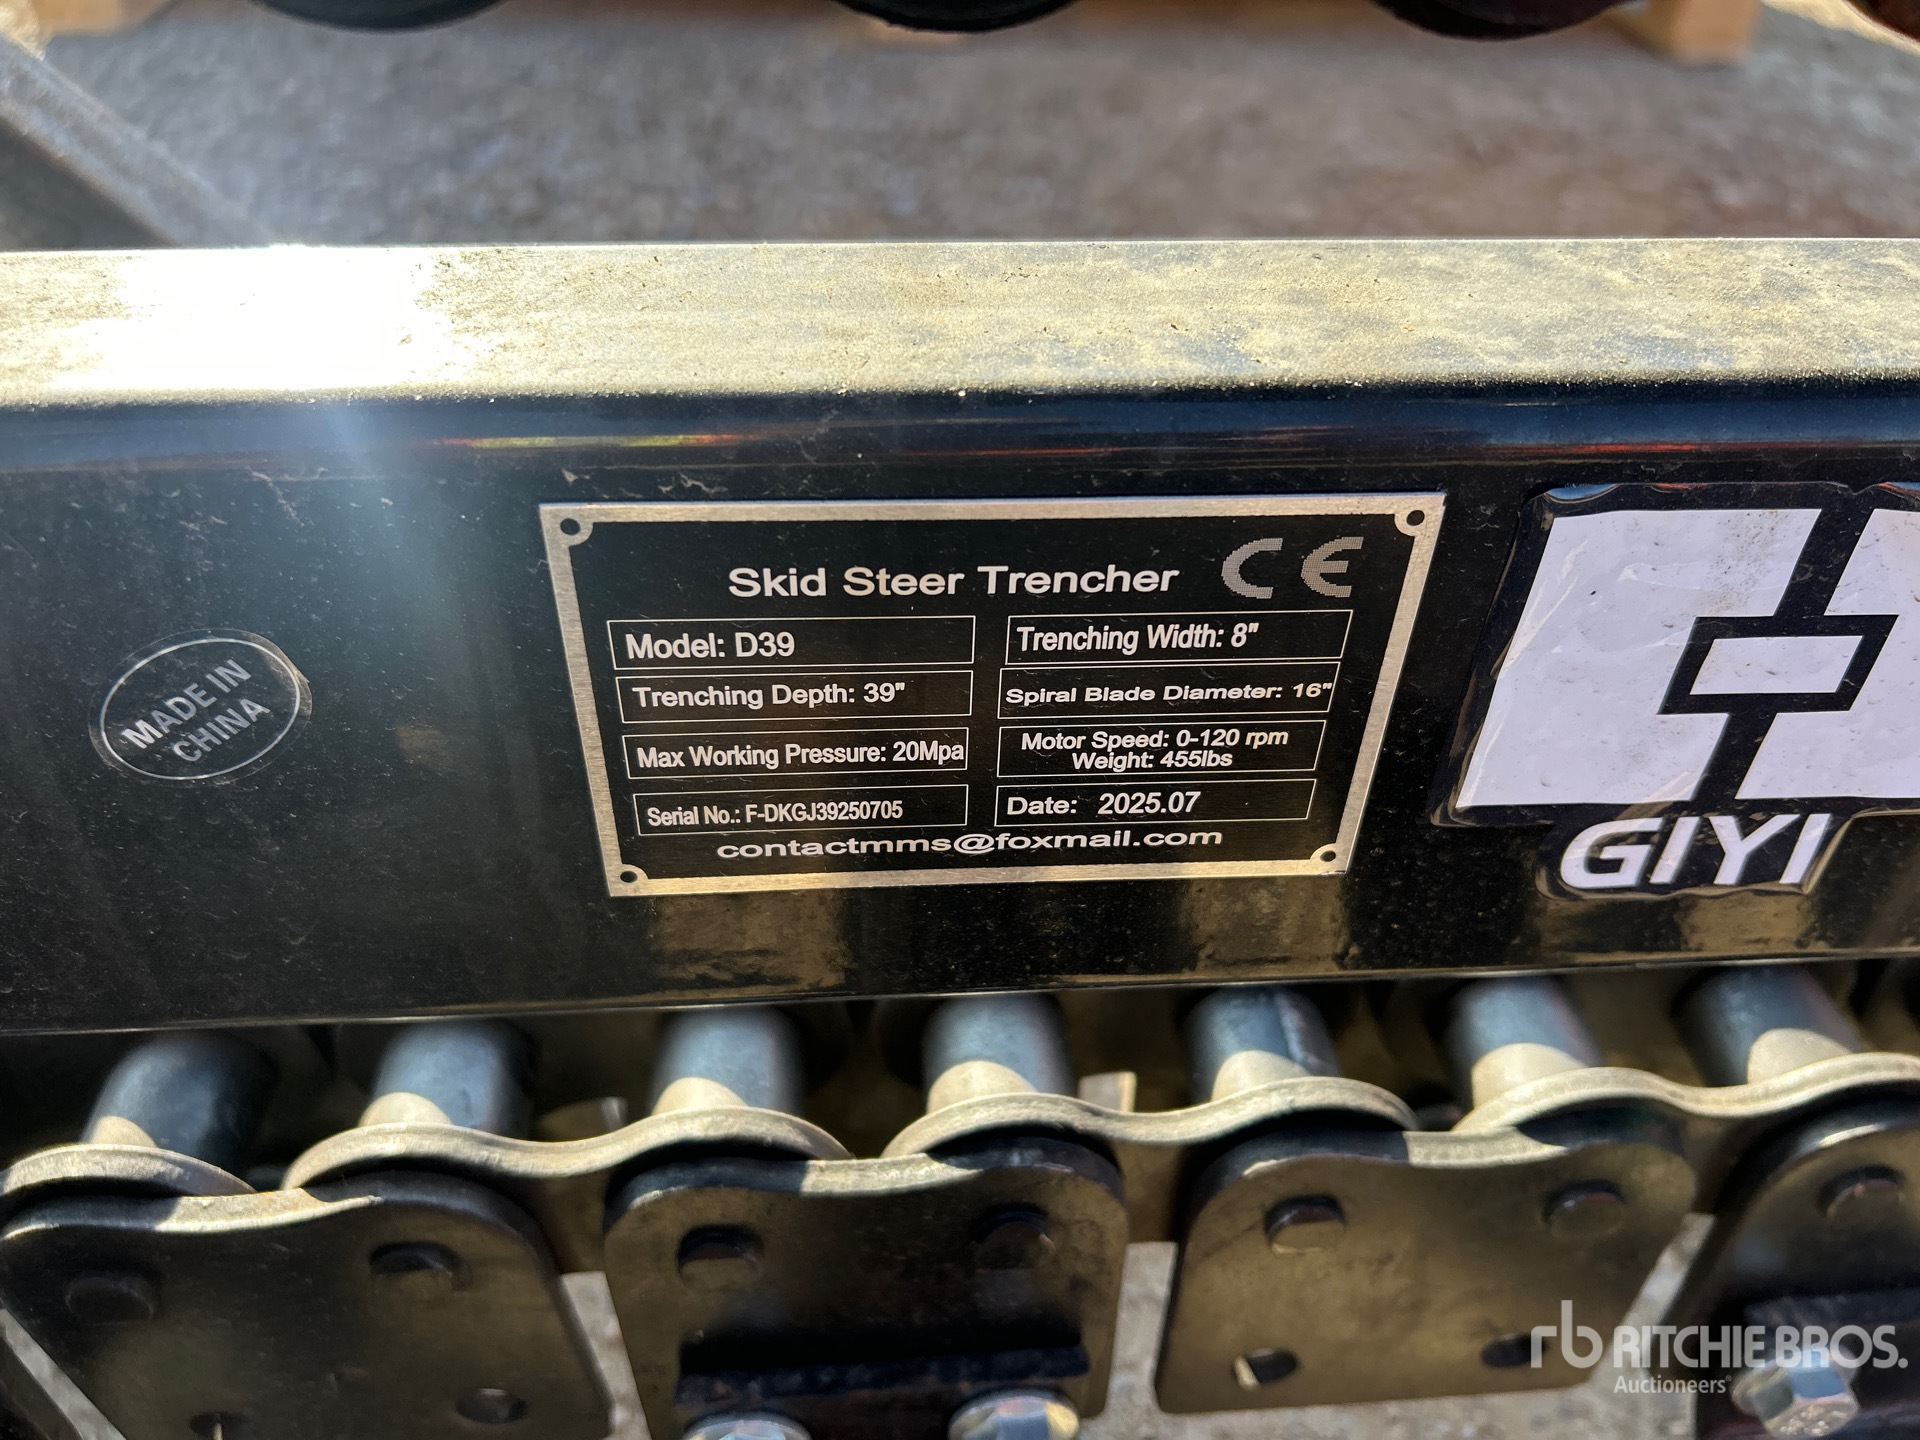 Skid Steer Trencher CE
Model: D39
Trenching Width: 8"
Trenching Depth: 39"
Spiral Blade Diameter: 16"
Max Working Pressure: 20Mpa
Motor Speed: 0-120 rpm
Weight: 455lbs
Serial No.: F-DKGJ39250705
Date: 2025.07
contactmms@foxmail.com
MADE IN
CHINA
GIYI
rb RITCHIE BROS.
Auctioneers